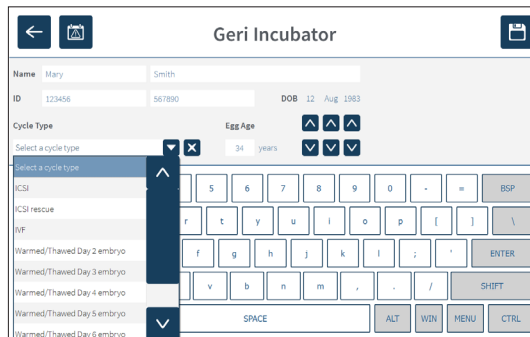 Geri Incubator
Name Mary Smith
ID 123456 567890 DOB 12 Aug 1983
Cycle Type Egg Age
Select a cycle type 34 years
Select a cycle type
ICSI 5 6 7 8 9 0 - = BSP
ICSI rescue r t y u i o p [ ] \
IVF
Warmed/Thawed Day 2 embryo f g h j k l ; ' ENTER
Warmed/Thawed Day 3 embryo
Warmed/Thawed Day 4 embryo v b n m , . / SHIFT
Warmed/Thawed Day 5 embryo SPACE ALT WIN MENU CTRL
Warmed/Thawed Day 6 embryo